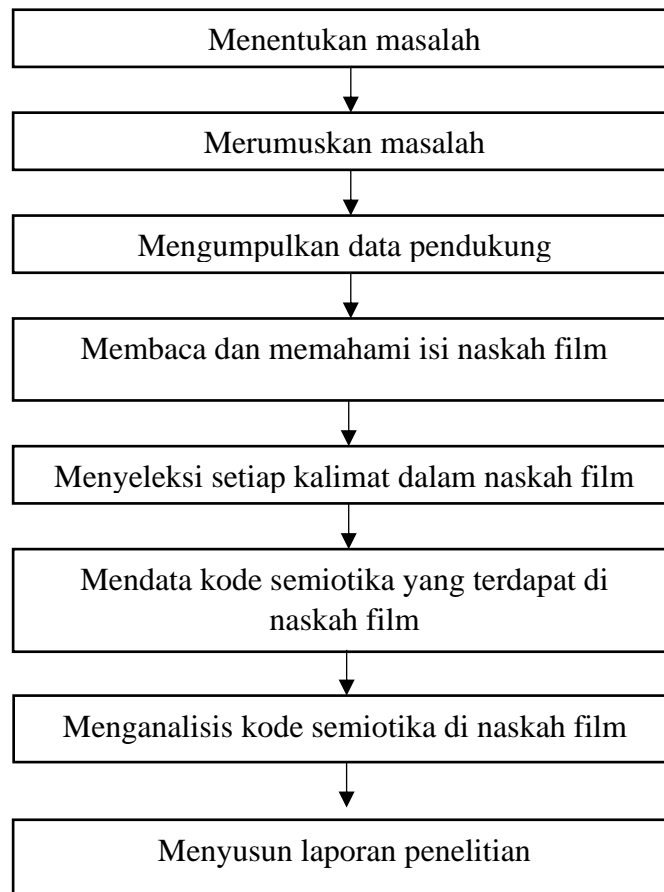 Menentukan masalah
Merumuskan masalah
Mengumpulkan data pendukung
Membaca dan memahami isi naskah film
Menyeleksi setiap kalimat dalam naskah film
Mendata kode semiotika yang terdapat di
naskah film
Menganalisis kode semiotika di naskah film
Menyusun laporan penelitian